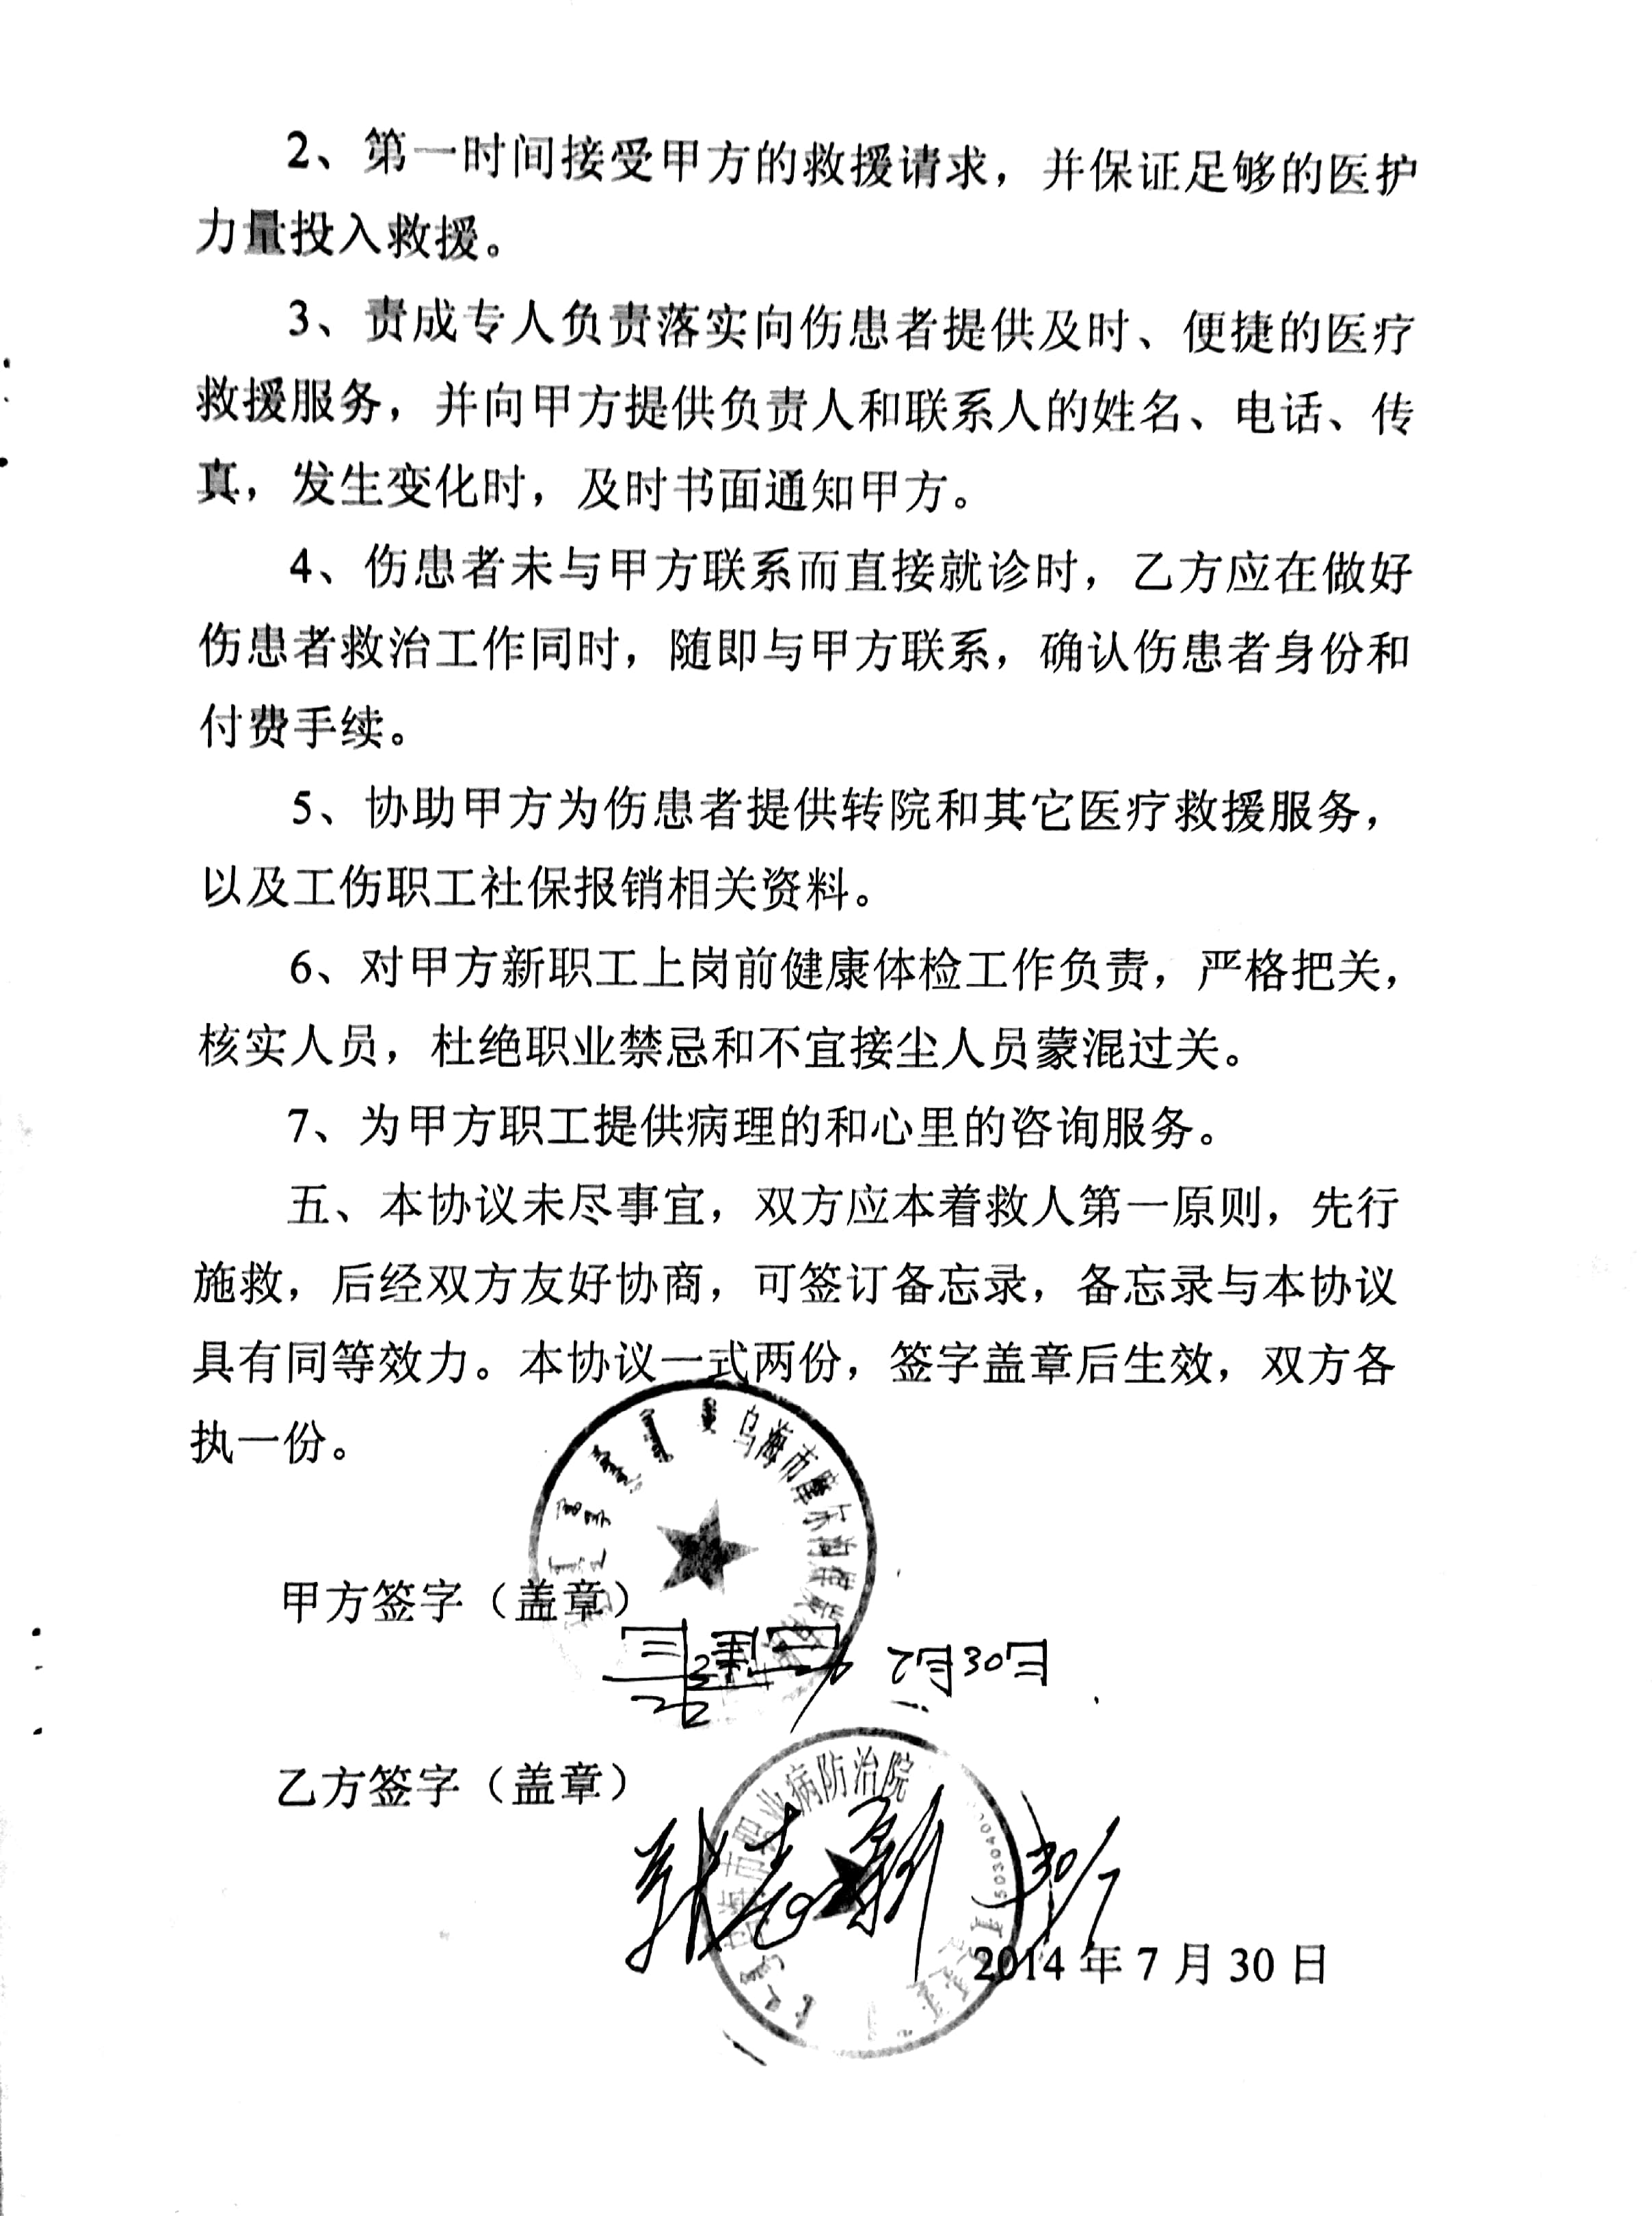 2、第一时间接受甲方的救援请求，并保证足够的医护
力量投入救援。
3、责成专人负责落实向伤患者提供及时、便捷的医疗
救援服务，并向甲方提供负责人和联系人的姓名、电话、传
真，发生变化时，及时书面通知甲方。
4、伤患者未与甲方联系而直接就诊时，乙方应在做好
伤患者救治工作同时，随即与甲方联系，确认伤患者身份和
付费手续。
5、协助甲方为伤患者提供转院和其它医疗救援服务，
以及工伤职工社保报销相关资料。
6、对甲方新职工上岗前健康体检工作负责，严格把关，
核实人员，杜绝职业禁忌和不宜接尘人员蒙混过关。
7、为甲方职工提供病理的和心里的咨询服务。
五、本协议未尽事宜，双方应本着救人第一原则，先行
施救，后经双方友好协商，可签订备忘录，备忘录与本协议
具有同等效力。本协议一式两份，签字盖章后生效，双方各
执一份。
乌海市
甲方签字（盖章）
7月30日
海市职业病防治院
乙方签字（盖章）
张志新 30/7
2014年7月30日